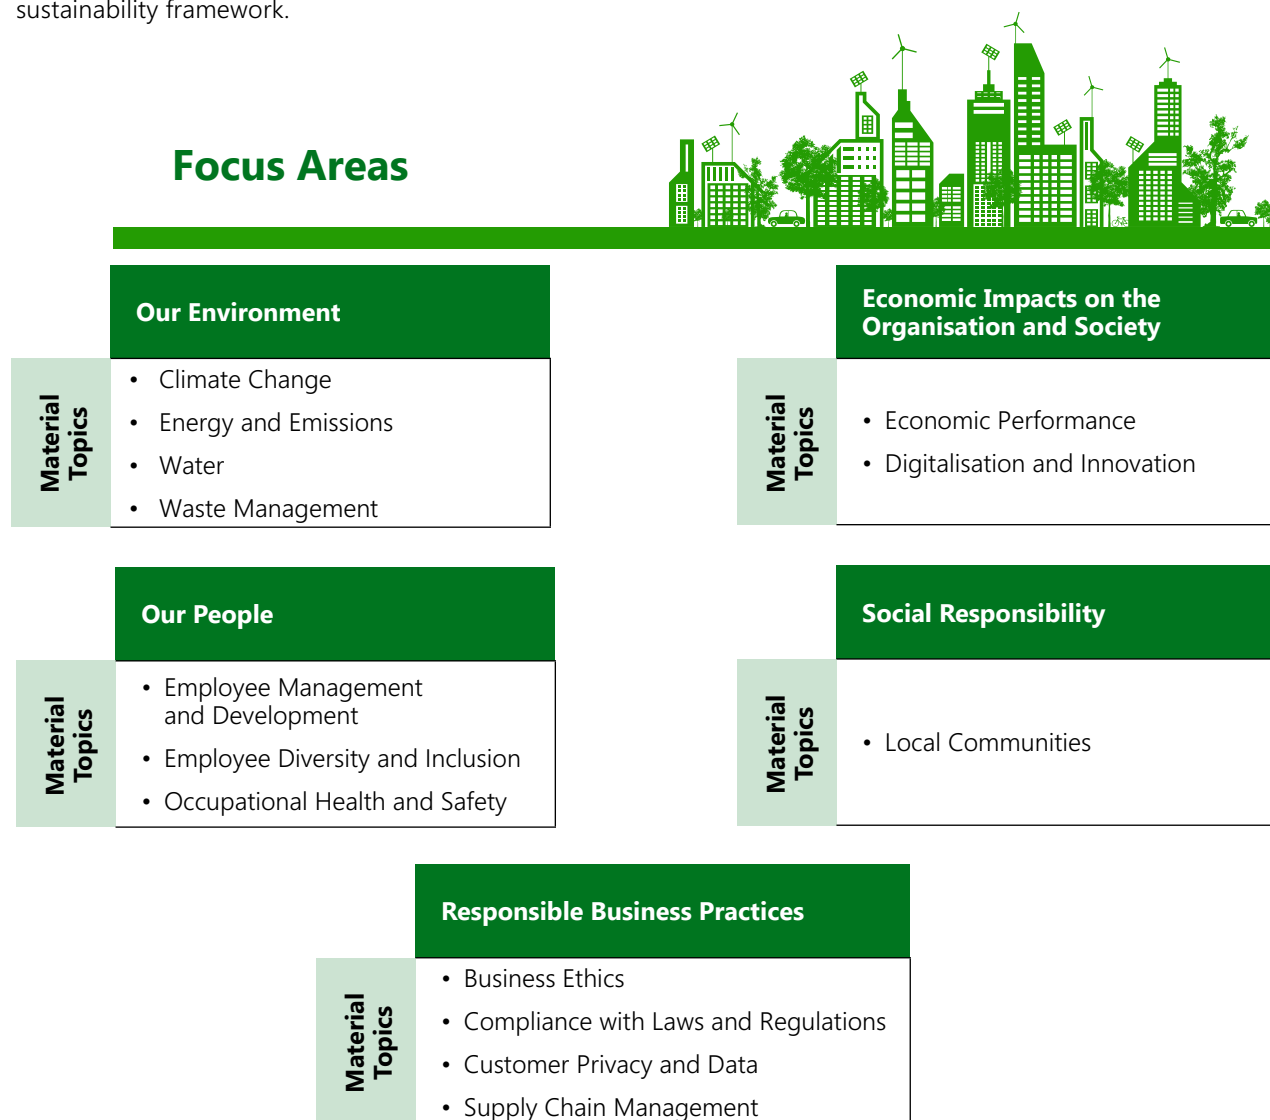 sustainability framework.
Focus Areas
Our Environment
Material
Topics
• Climate Change
• Energy and Emissions
• Water
• Waste Management
Economic Impacts on the
Organisation and Society
Material
Topics
• Economic Performance
• Digitalisation and Innovation
Our People
Material
Topics
• Employee Management
and Development
• Employee Diversity and Inclusion
• Occupational Health and Safety
Social Responsibility
Material
Topics
• Local Communities
Responsible Business Practices
Material
Topics
• Business Ethics
• Compliance with Laws and Regulations
• Customer Privacy and Data
• Supply Chain Management